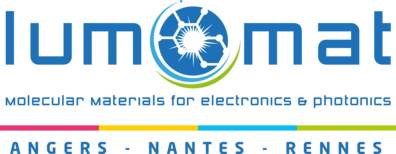 lumomat
molecular materials for electronics & photonics
ANGERS - NANTES - RENNES